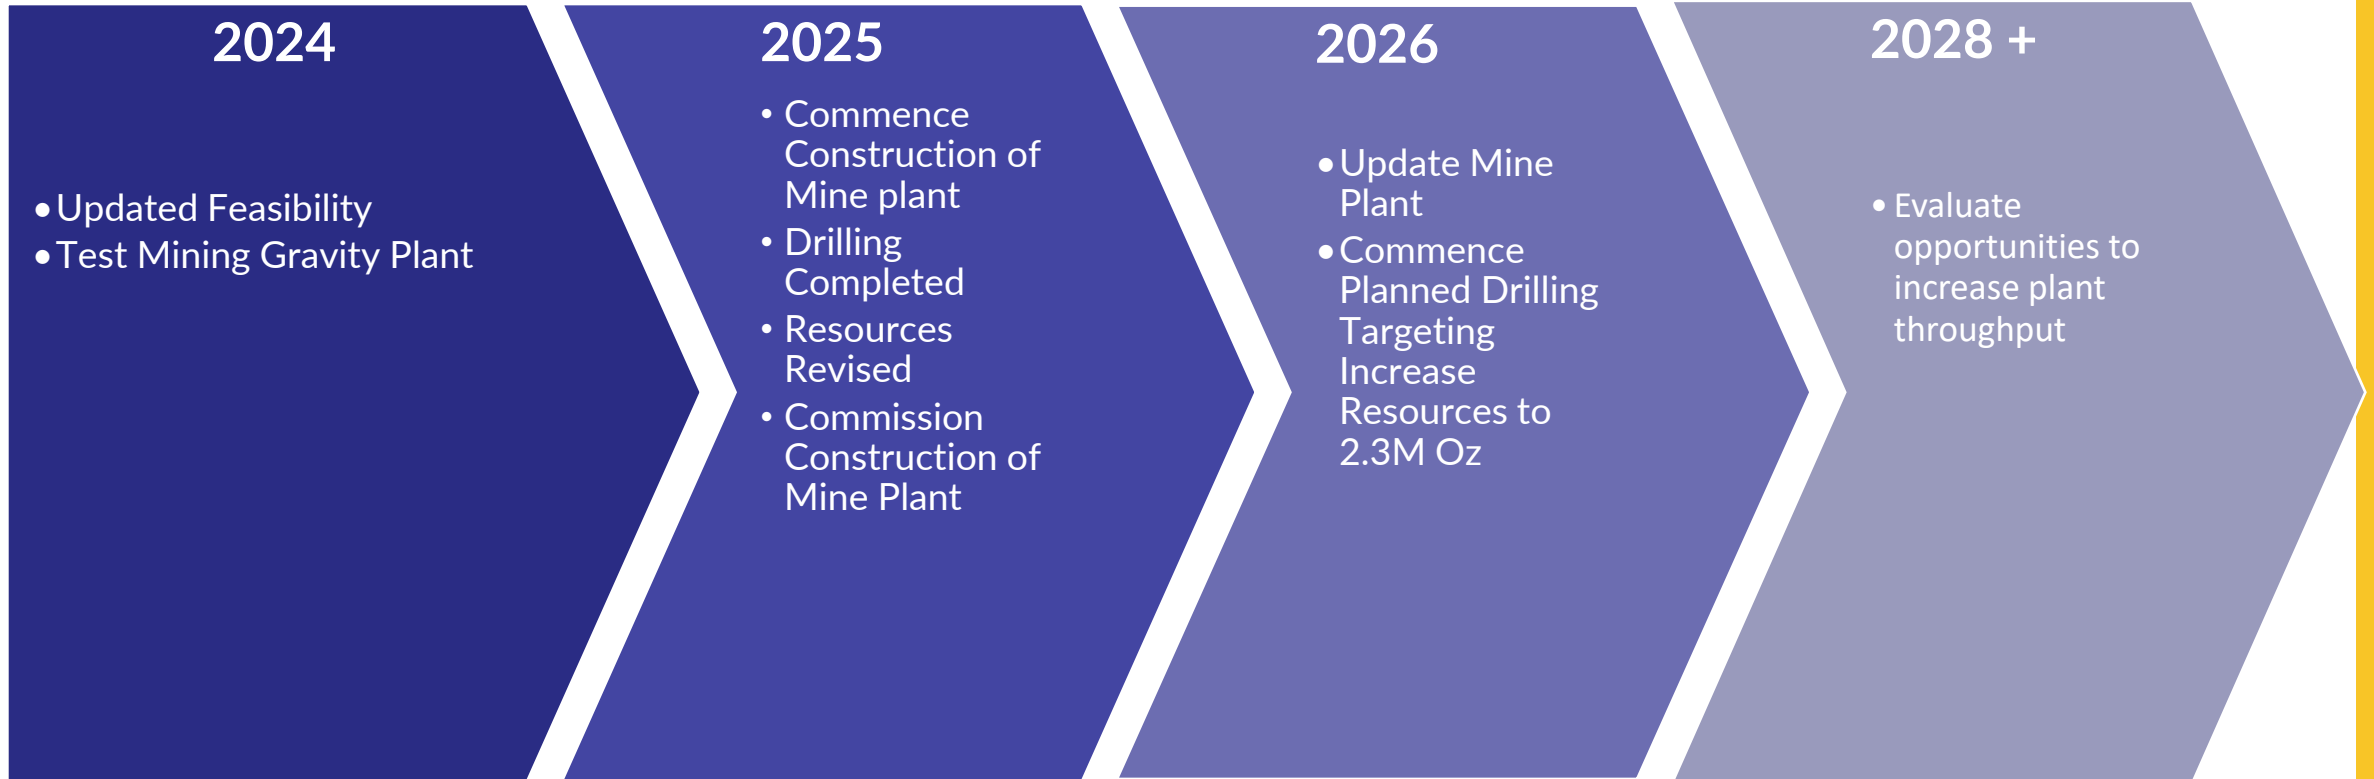 2024
• Updated Feasibility
• Test Mining Gravity Plant
2025
• Commence
Construction of
Mine plant
• Drilling
Completed
• Resources
Revised
• Commission
Construction of
Mine Plant
2026
• Update Mine
Plant
• Commence
Planned Drilling
Targeting
Increase
Resources to
2.3M Oz
2028 +
• Evaluate
opportunities to
increase plant
throughput